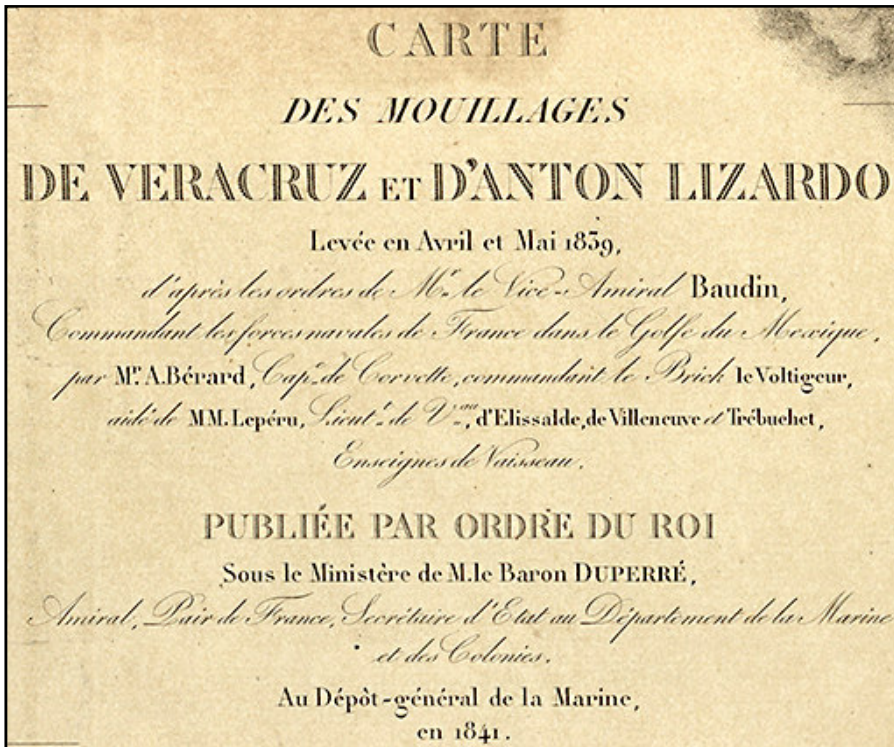 CARTE
DES MOUILLAGES
DE VERACRUZ ET D'ANTON LIZARDO
Levée en Avril et Mai 1839,
d'après les ordres de Mr. le Vice-Amiral Baudin,
Commandant les forces navales de France dans le Golfe du Mexique,
par Mr. A. Bérard, Cap.ne de Corvette, commandant le Brick le Voltigeur,
aidé de MM. Lepéru, Lieut.t de V.au, d'Elissalde, de Villeneuve et Trébuchet,
Enseignes de Vaisseau.
PUBLIÉE PAR ORDRE DU ROI
Sous le Ministère de M. le Baron DUPERRÉ,
Amiral, Pair de France, Secrétaire d'Etat au Département de la Marine
et des Colonies.
Au Dépôt-général de la Marine,
en 1841.